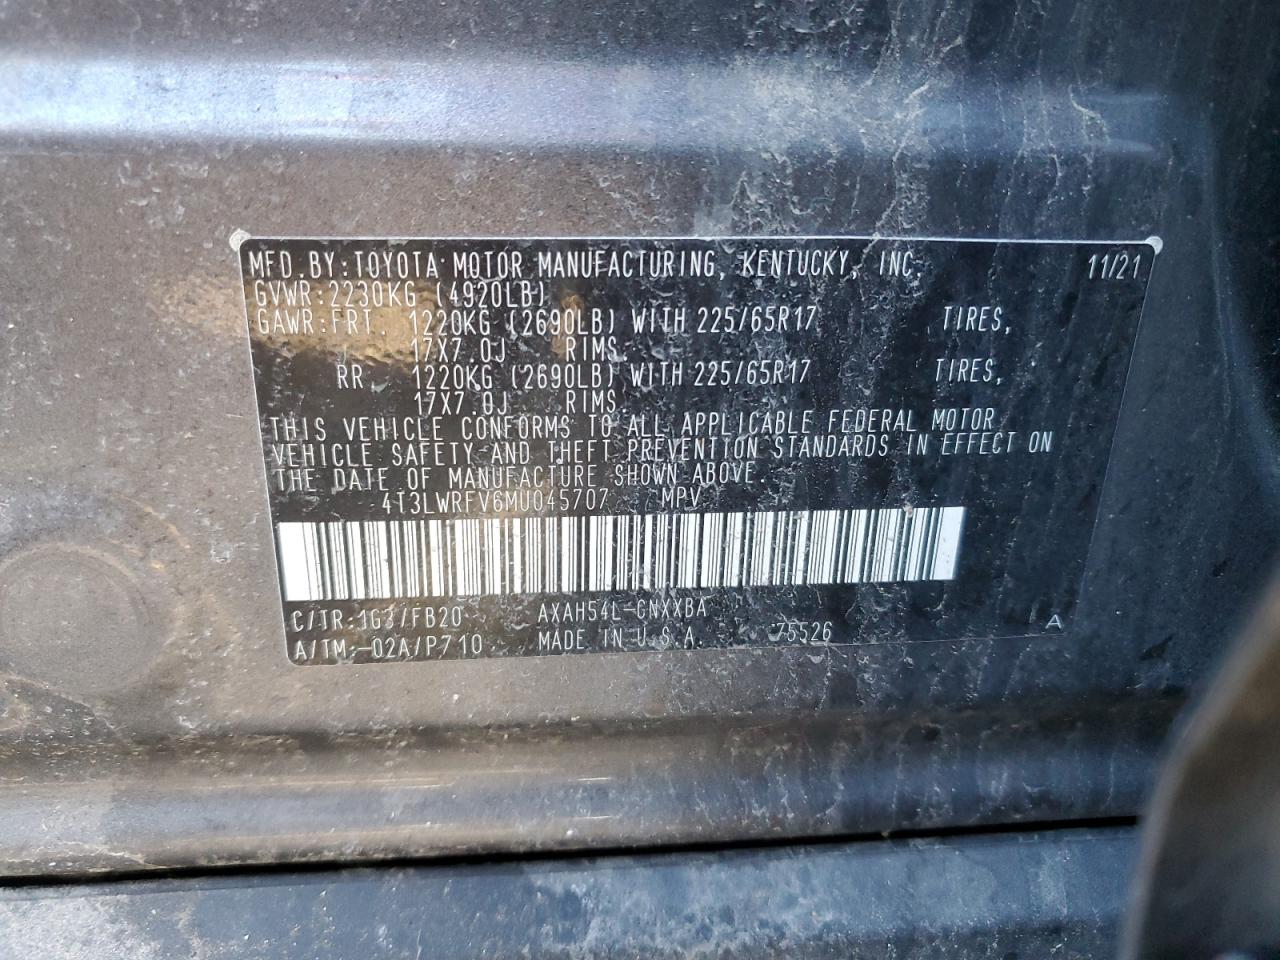 MFD. BY: TOYOTA MOTOR MANUFACTURING, KENTUCKY, INC. 11/21
GVWR: 2230KG (4920LB)
GAWR: FRT. 1220KG (2690LB) WITH 225/65R17 TIRES,
17X7.0J RIMS.
RR. 1220KG (2690LB) WITH 225/65R17 TIRES,
17X7.0J RIMS.
THIS VEHICLE CONFORMS TO ALL APPLICABLE FEDERAL MOTOR
VEHICLE SAFETY AND THEFT PREVENTION STANDARDS IN EFFECT ON
THE DATE OF MANUFACTURE SHOWN ABOVE.
4T3LWRFV6MU045707 MPV
C/TR: 1G3/FB20 AXAH54L-CNXXBA
A/TM: -02A/P710 MADE IN U.S.A. 75526 A